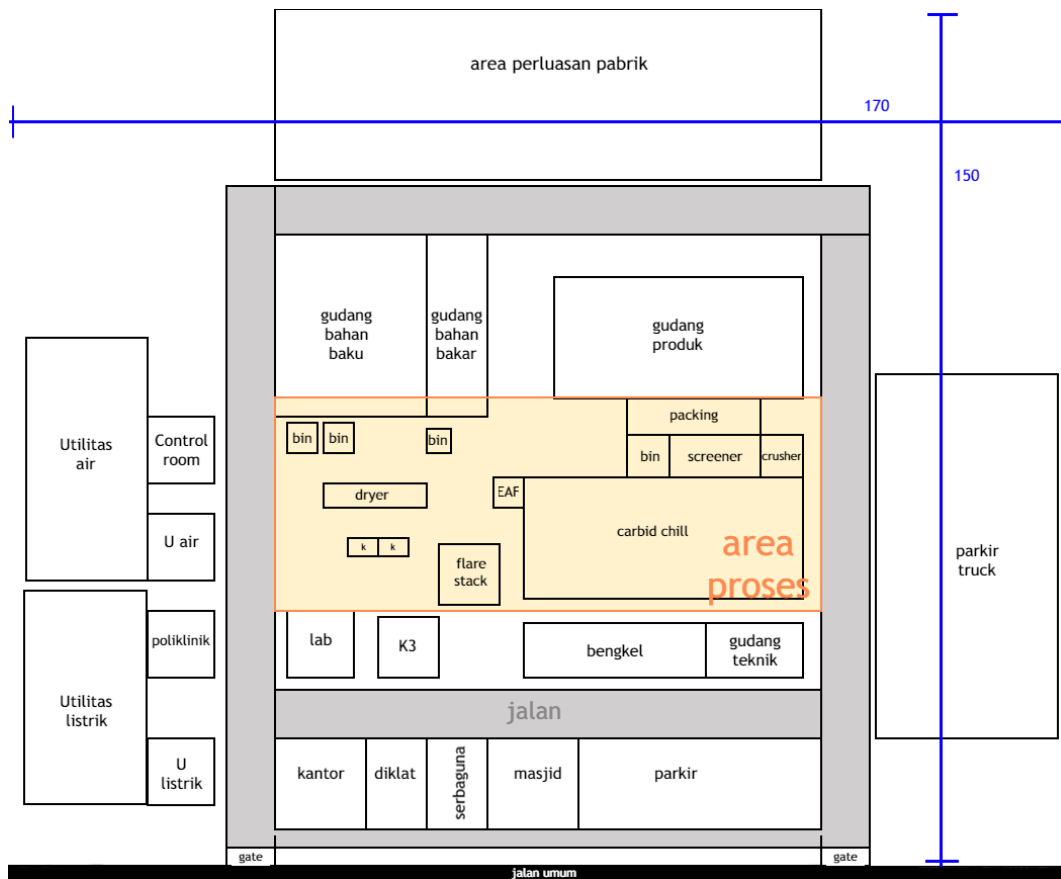 area perluasan pabrik
170
150
gudang
bahan
baku
gudang
bahan
bakar
gudang
produk
Utilitas
air
Control
room
U air
bin
bin
bin
packing
bin
screener
crusher
dryer
EAF
carbid chill
k
k
flare
stack
area
proses
parkir
truck
poliklinik
lab
K3
bengkel
gudang
teknik
Utilitas
listrik
U
listrik
jalan
kantor
diklat
serbaguna
masjid
parkir
gate
gate
jalan umum